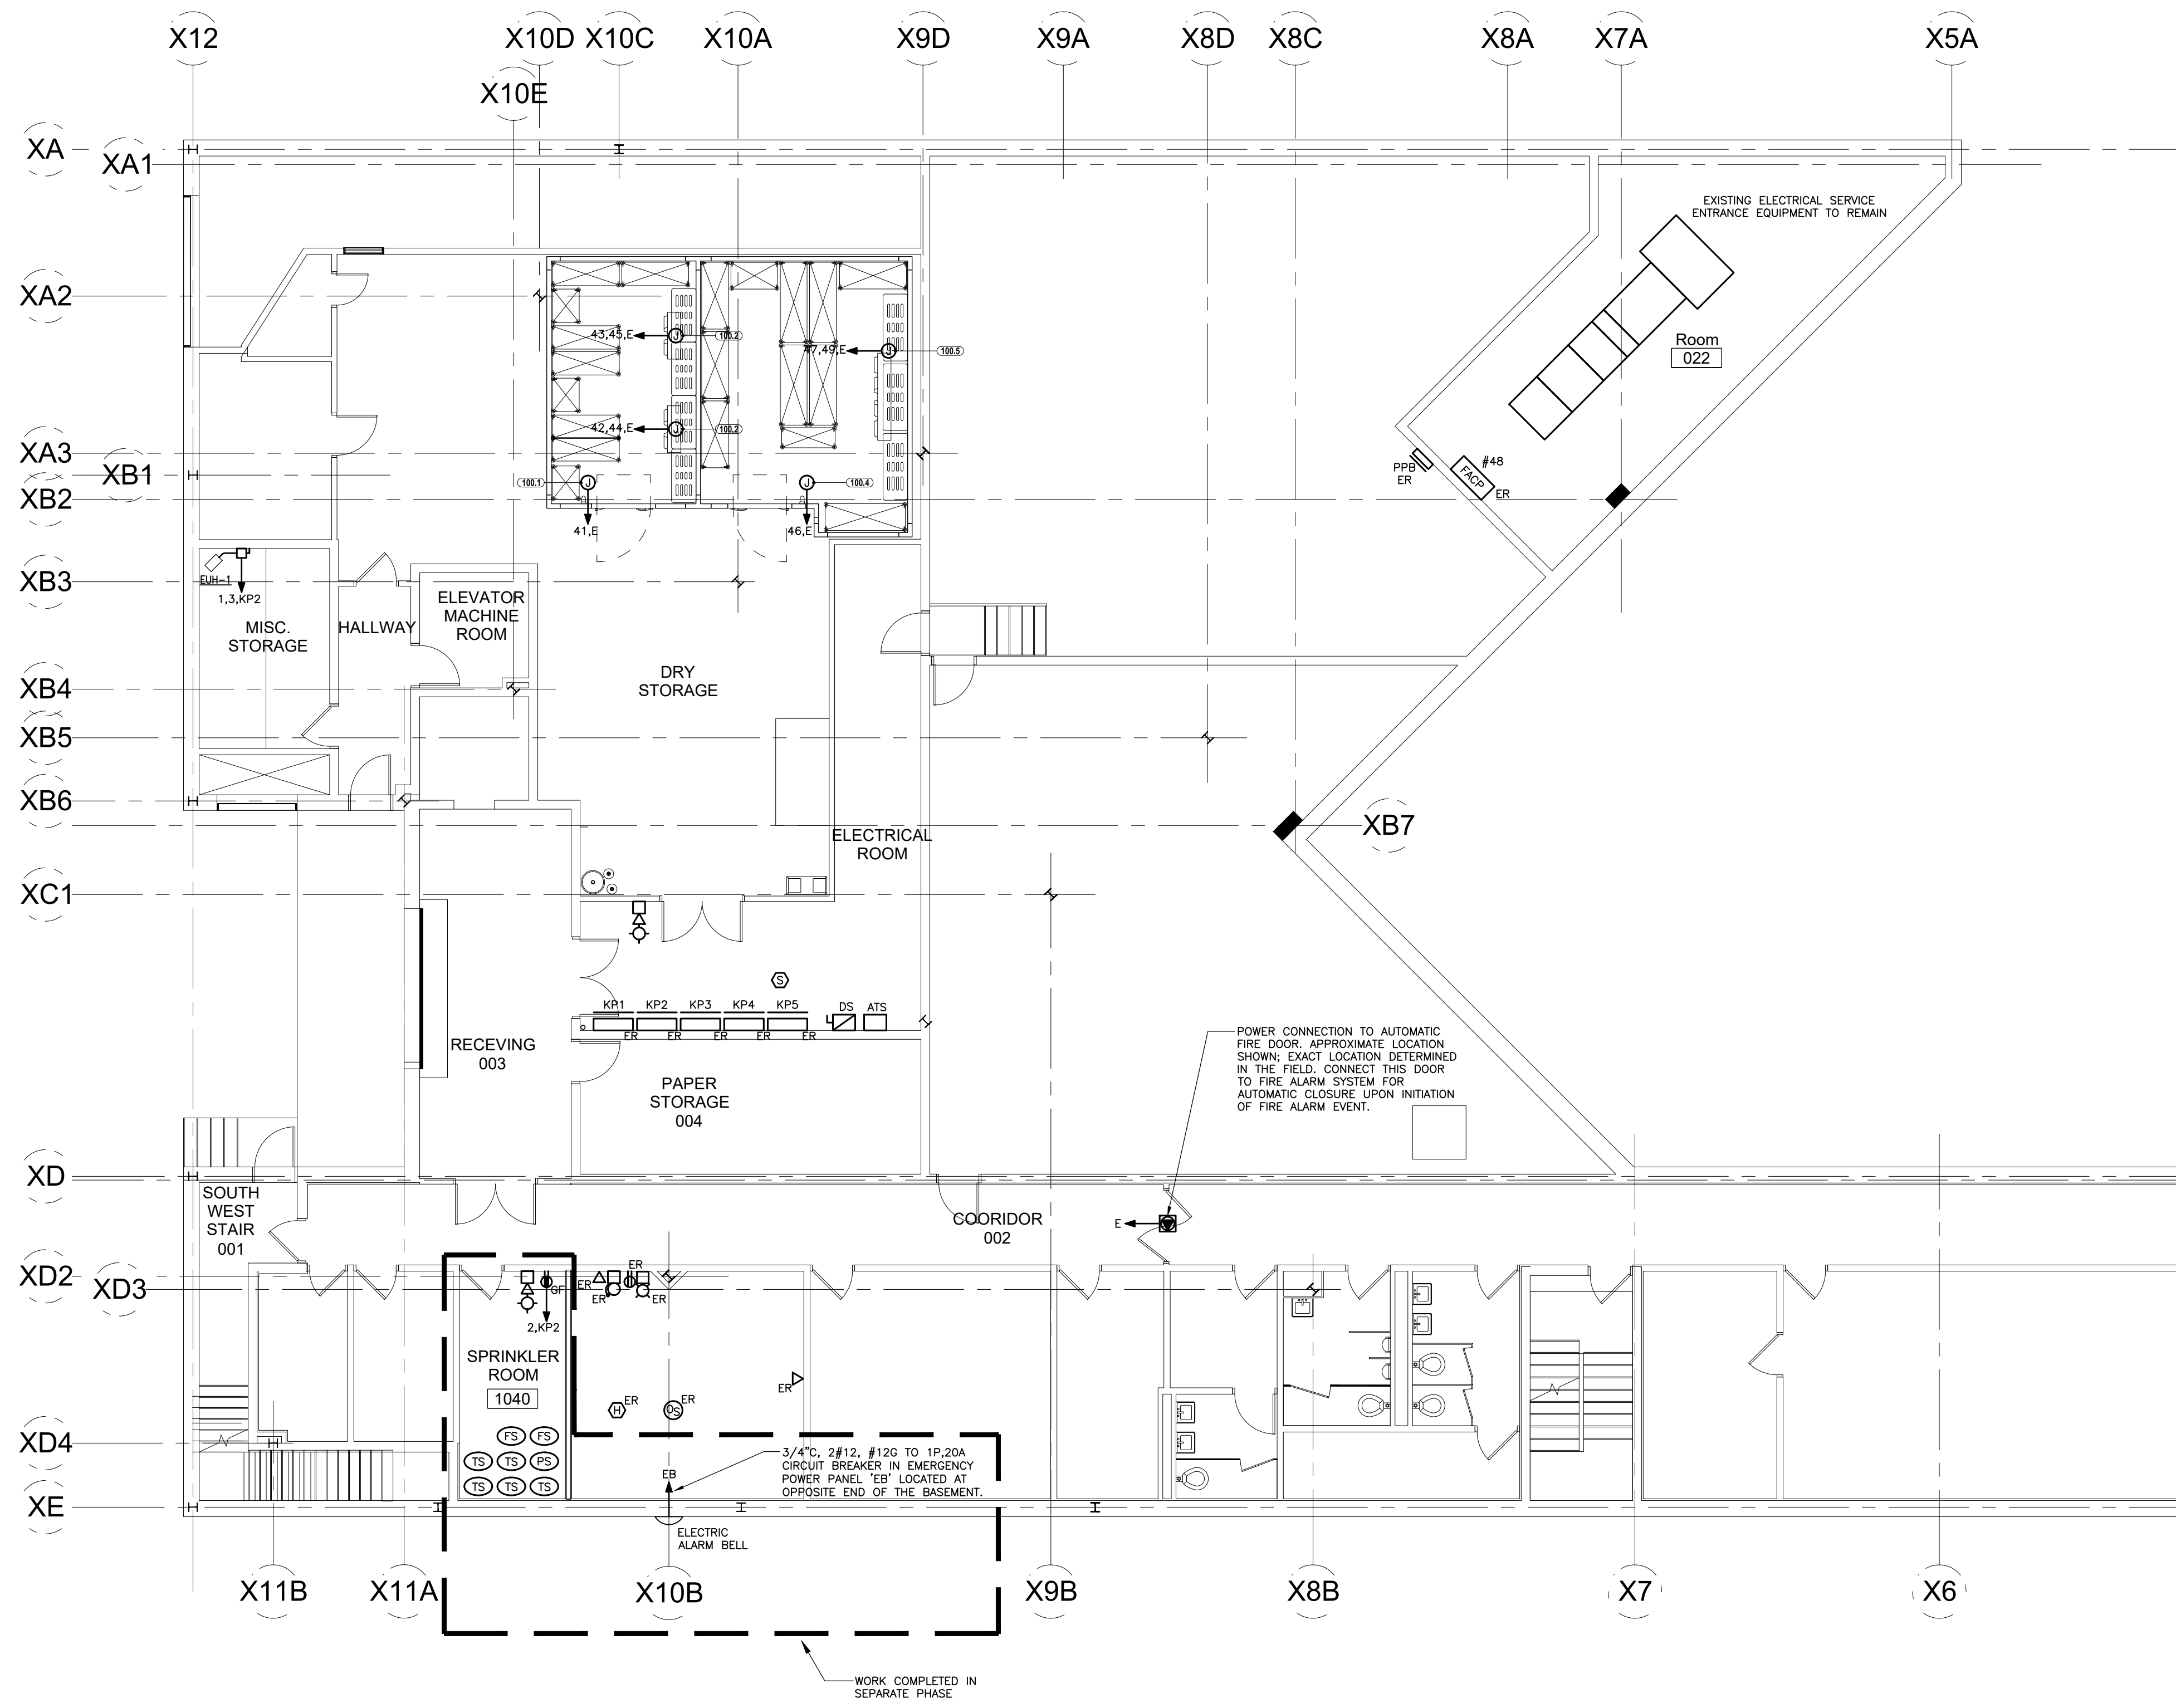 X12
X10D
X10C
X10A
X9D
X9A
X8D
X8C
X8A
X7A
X5A
X10E
XA
XA1
EXISTING ELECTRICAL SERVICE
ENTRANCE EQUIPMENT TO REMAIN
XA2
43,45,E
J
100.2
47,49,E
J
100.5
Room
022
42,44,E
J
100.2
XA3
XB1
XB2
PPB
ER
#48
FACP
ER
100.1
J
J
100.4
41,E
46,E
XB3
EUH-1
1,3,KP2
MISC.
STORAGE
HALLWAY
ELEVATOR
MACHINE
ROOM
DRY
STORAGE
XB4
XB5
XB6
XB7
ELECTRICAL
ROOM
XC1
S
KP1
KP2
KP3
KP4
KP5
DS
ATS
ER
ER
ER
ER
ER
RECEVING
003
PAPER
STORAGE
004
POWER CONNECTION TO AUTOMATIC
FIRE DOOR. APPROXIMATE LOCATION
SHOWN; EXACT LOCATION DETERMINED
IN THE FIELD. CONNECT THIS DOOR
TO FIRE ALARM SYSTEM FOR
AUTOMATIC CLOSURE UPON INITIATION
OF FIRE ALARM EVENT.
XD
SOUTH
WEST
STAIR
001
COORIDOR
002
E
XD2
XD3
GF
2,KP2
ER
ER
ER
ER
SPRINKLER
ROOM
1040
ER
H
ER
OS
ER
FS
FS
TS
TS
PS
TS
TS
TS
XD4
XE
EB
3/4"C, 2#12, #12G TO 1P,20A
CIRCUIT BREAKER IN EMERGENCY
POWER PANEL 'EB' LOCATED AT
OPPOSITE END OF THE BASEMENT.
ELECTRIC
ALARM BELL
X11B
X11A
X10B
X9B
X8B
X7
X6
WORK COMPLETED IN
SEPARATE PHASE